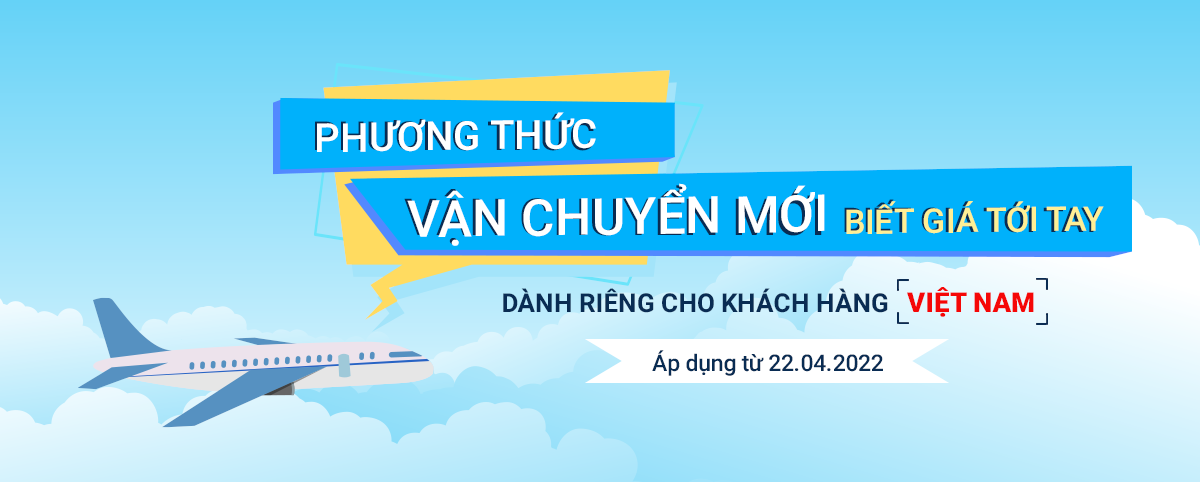 PHƯƠNG THỨC
VẬN CHUYỂN MỚI BIẾT GIÁ TỚI TAY
DÀNH RIÊNG CHO KHÁCH HÀNG VIỆT NAM
Áp dụng từ 22.04.2022